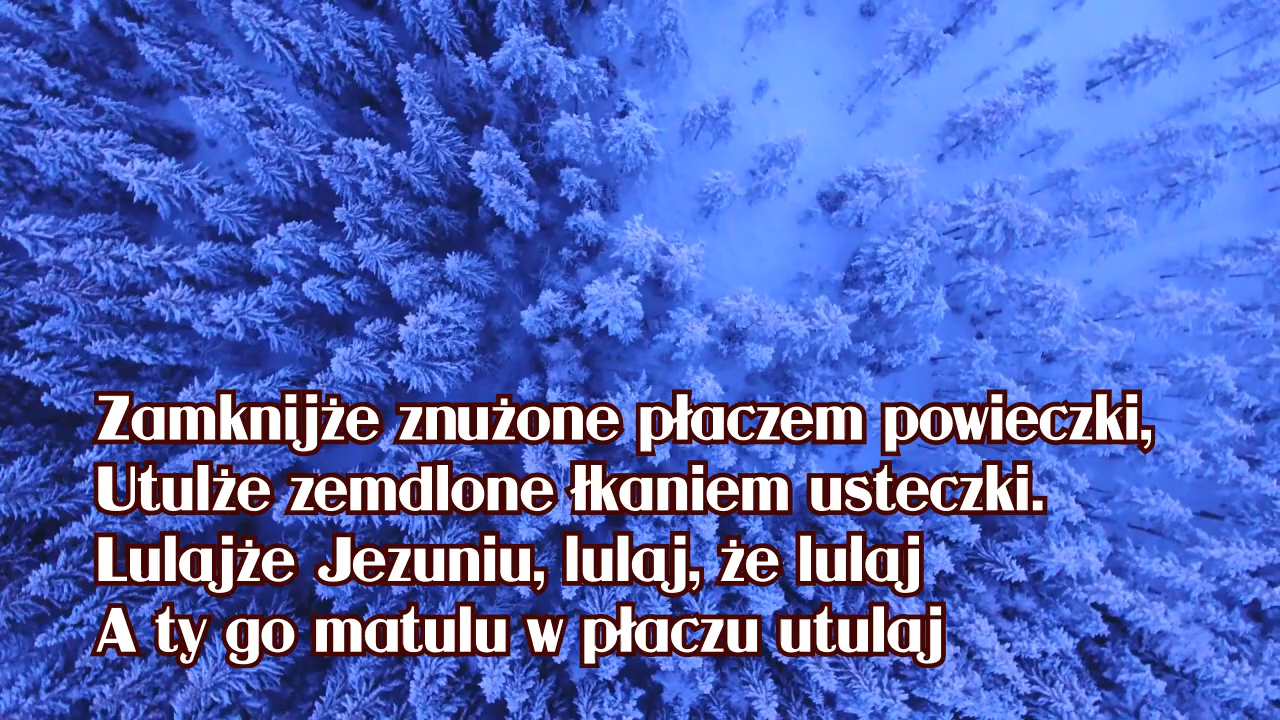 Zamknijże znużone płaczem powieczki,
Utulże zemdlone łkaniem usteczki.
Lulajże Jezuniu, lulaj, że lulaj
A ty go matulu w płaczu utulaj